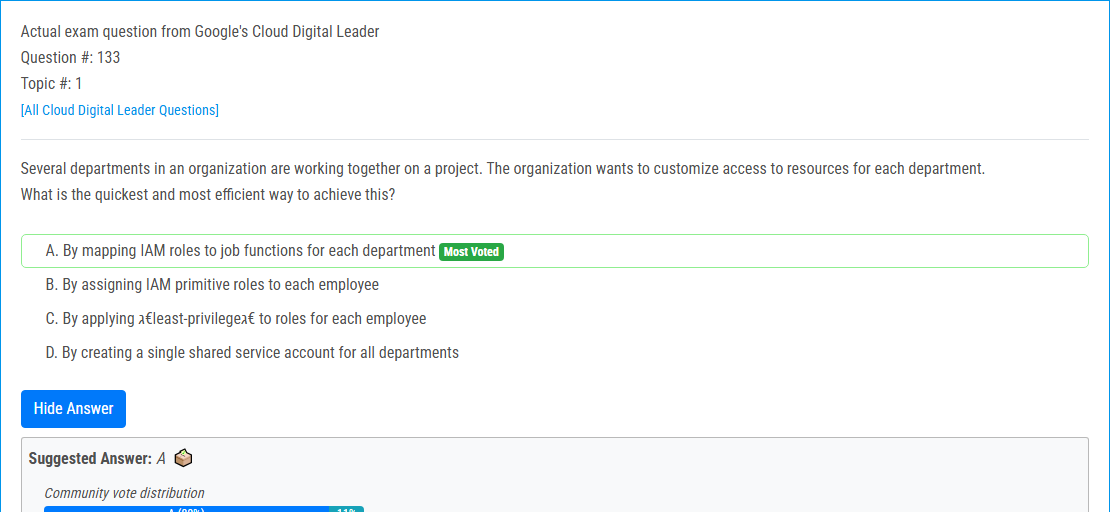 Actual exam question from Google's Cloud Digital Leader
Question #: 133
Topic #: 1
[All Cloud Digital Leader Questions]
Several departments in an organization are working together on a project. The organization wants to customize access to resources for each department.
What is the quickest and most efficient way to achieve this?
A. By mapping IAM roles to job functions for each department Most Voted
B. By assigning IAM primitive roles to each employee
C. By applying ג€least-privilegeג€ to roles for each employee
D. By creating a single shared service account for all departments
Hide Answer
Suggested Answer: A
Community vote distribution